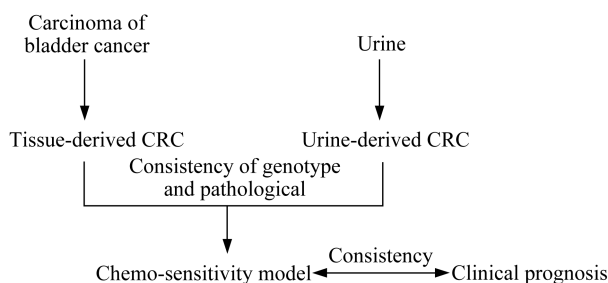 Carcinoma of
bladder cancer
Urine
Tissue-derived CRC
Urine-derived CRC
Consistency of genotype
and pathological
Consistency
Chemo-sensitivity model
Clinical prognosis